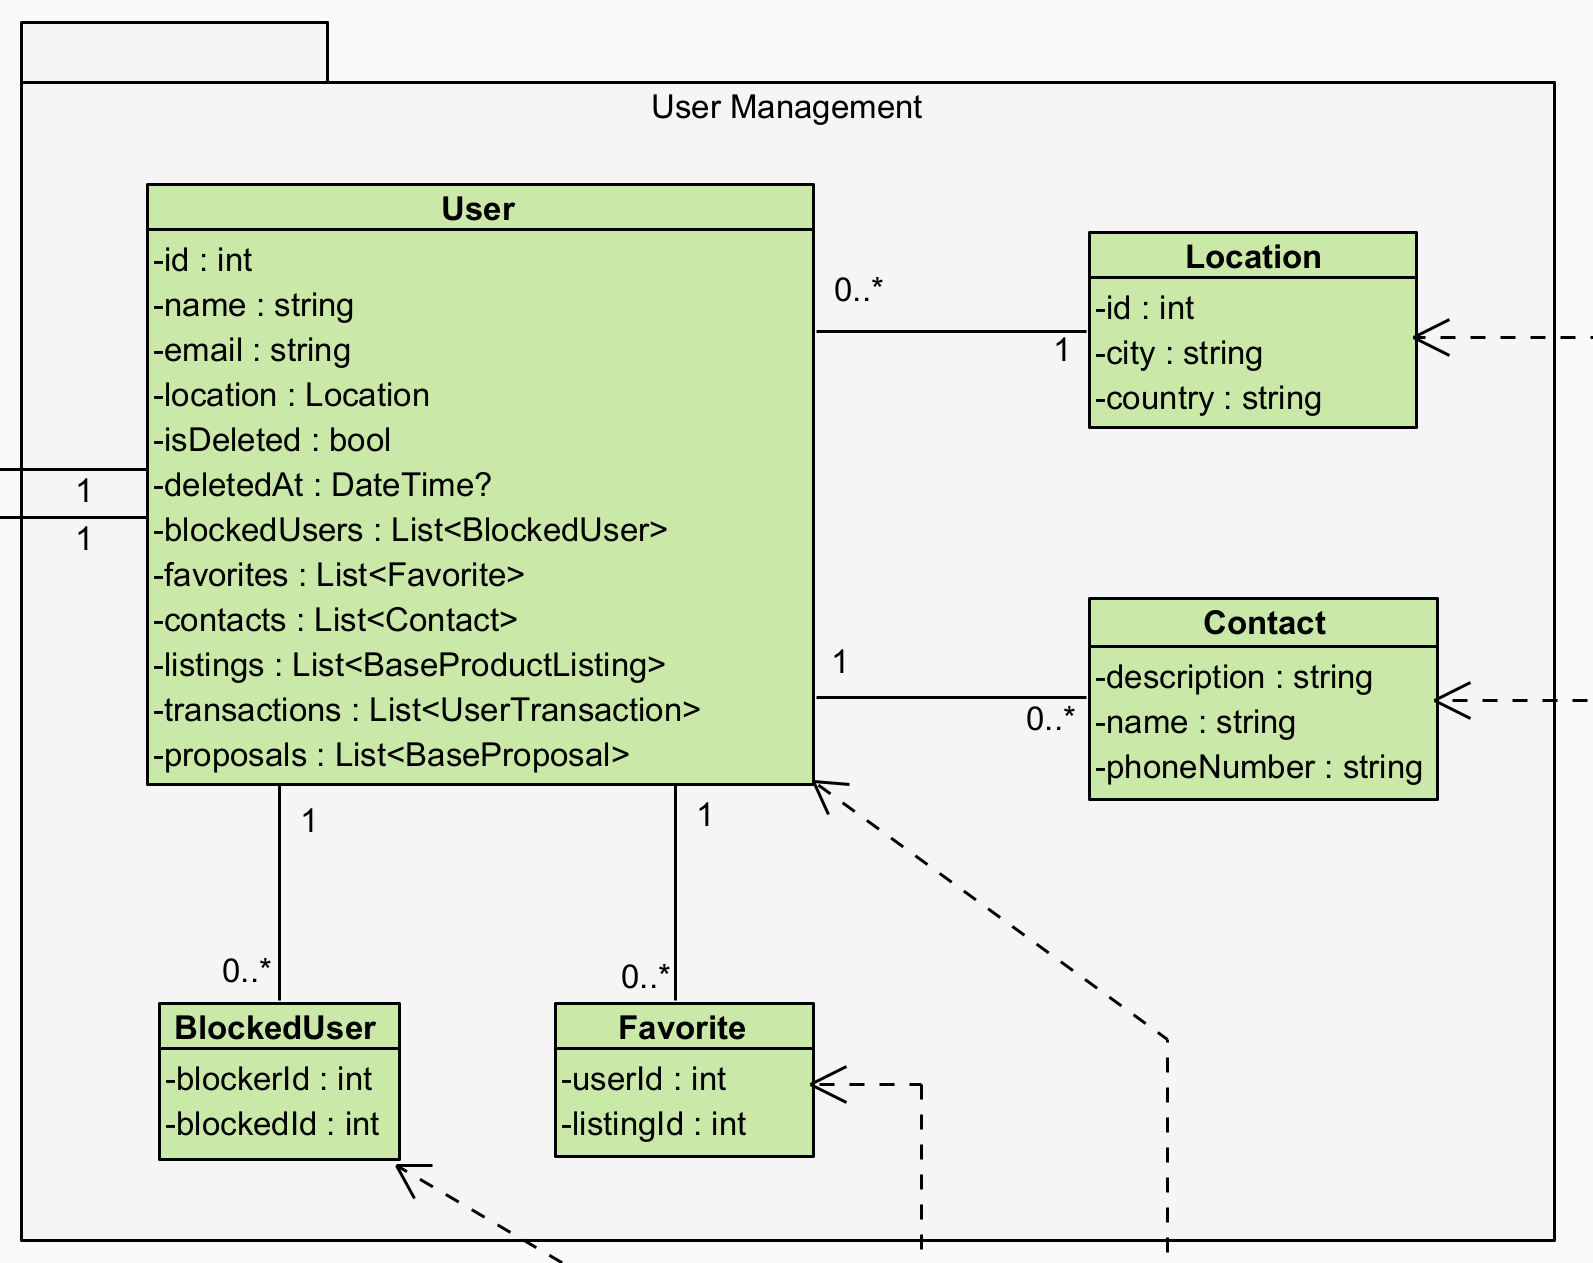 User Management
User
-id : int
-name : string
-email : string
-location : Location
-isDeleted : bool
-deletedAt : DateTime?
-blockedUsers : List<BlockedUser>
-favorites : List<Favorite>
-contacts : List<Contact>
-listings : List<BaseProductListing>
-transactions : List<UserTransaction>
-proposals : List<BaseProposal>
1
1
0..*
1
Location
-id : int
-city : string
-country : string
1
0..*
Contact
-description : string
-name : string
-phoneNumber : string
1
0..*
1
0..*
BlockedUser
-blockerId : int
-blockedId : int
Favorite
-userId : int
-listingId : int